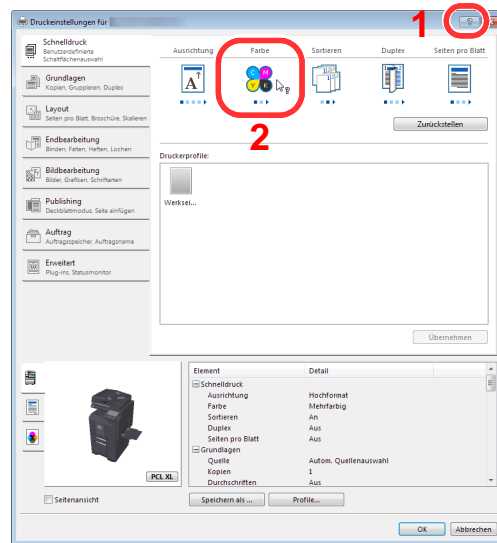 Druckeinstellungen für
1
?
Schnelldruck
Benutzerdefinierte
Schaltflächenauswahl
Grundlagen
Kopien, Gruppieren, Duplex
Layout
Seiten pro Blatt, Broschüre, Skalieren
Endbearbeitung
Binden, Falten, Heften, Lochen
Bildbearbeitung
Bilder, Grafiken, Schriftarten
Publishing
Deckblattmodus, Seite einfügen
Auftrag
Auftragsspeicher, Auftragsname
Erweitert
Plug-ins, Statusmonitor
Ausrichtung Farbe Sortieren Duplex Seiten pro Blatt
A C M Y K ?
2
Zurückstellen
Druckerprofile:
Werksei...
Übernehmen
PCL XL
Seitenansicht
Element Detail
Schnelldruck
Ausrichtung Hochformat
Farbe Mehrfarbig
Sortieren An
Duplex Aus
Seiten pro Blatt Aus
Grundlagen
Quelle Autom. Quellenauswahl
Kopien 1
Durchschriften Aus
Speichern als ... Profile...
OK Abbrechen